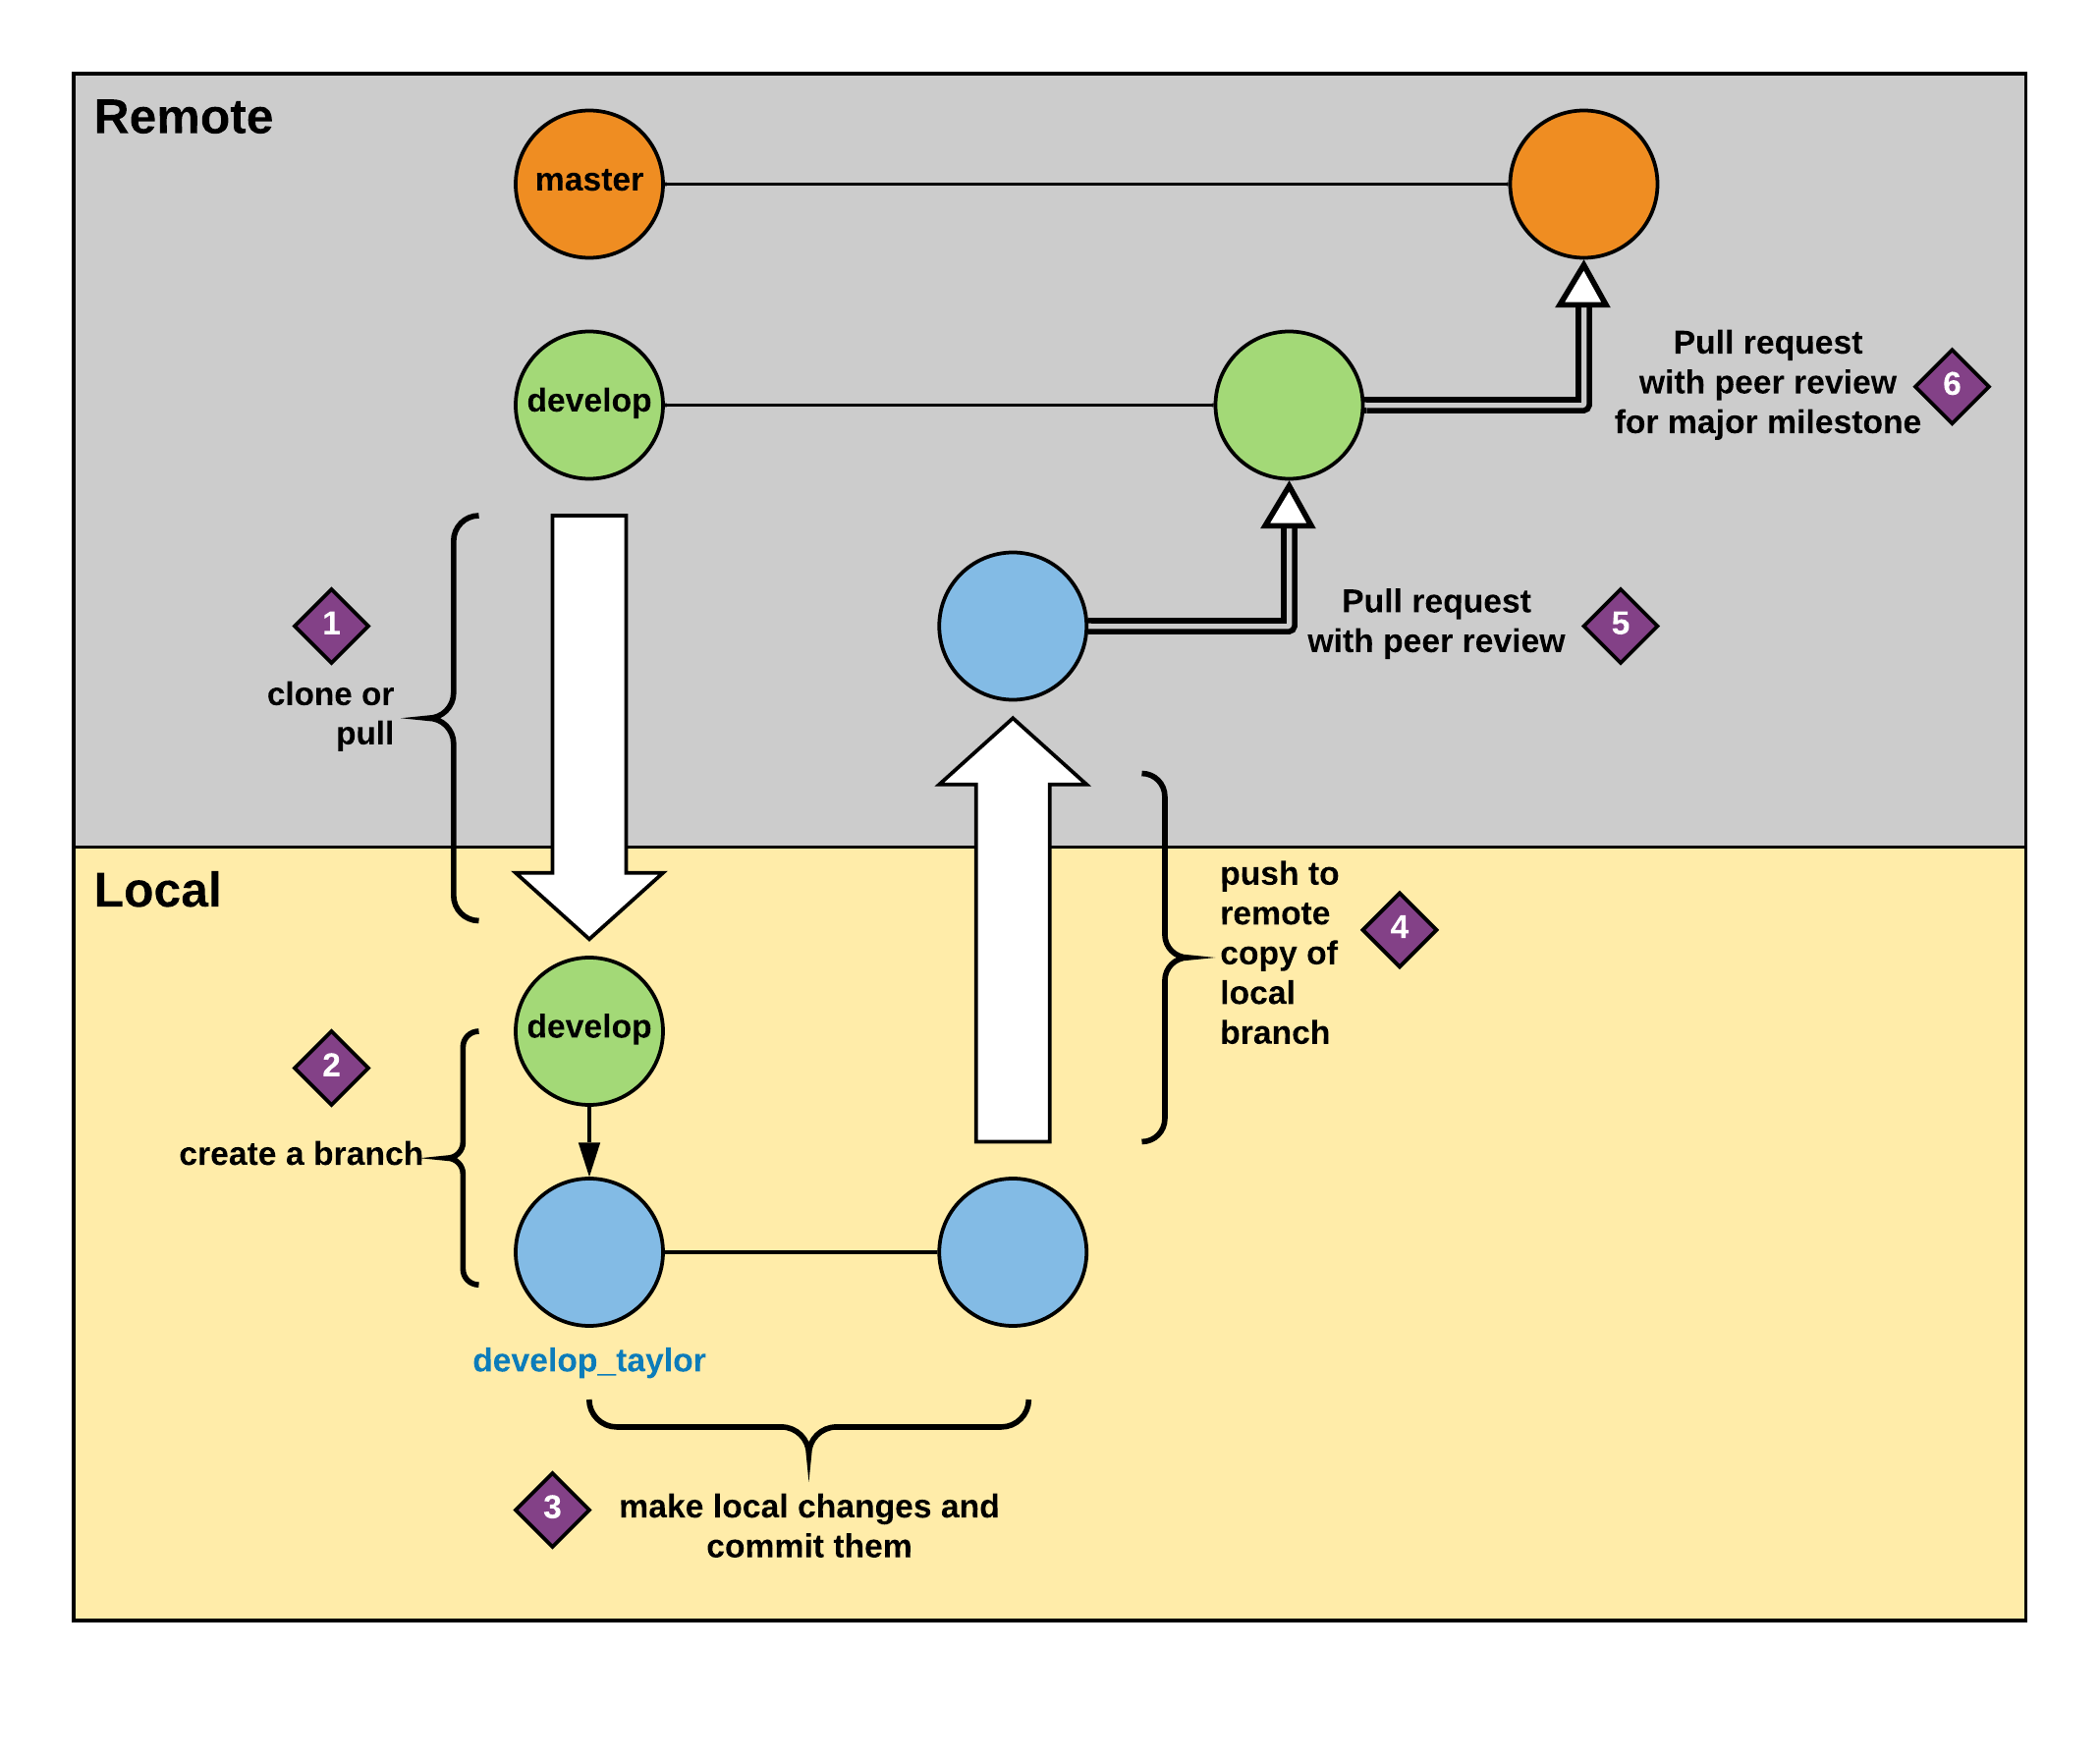 Remote
master
develop
Pull request
with peer review
for major milestone
6
1
clone or
pull
Pull request
with peer review
5
Local
push to
remote
copy of
local
branch
4
develop
2
create a branch
develop_taylor
3
make local changes and
commit them